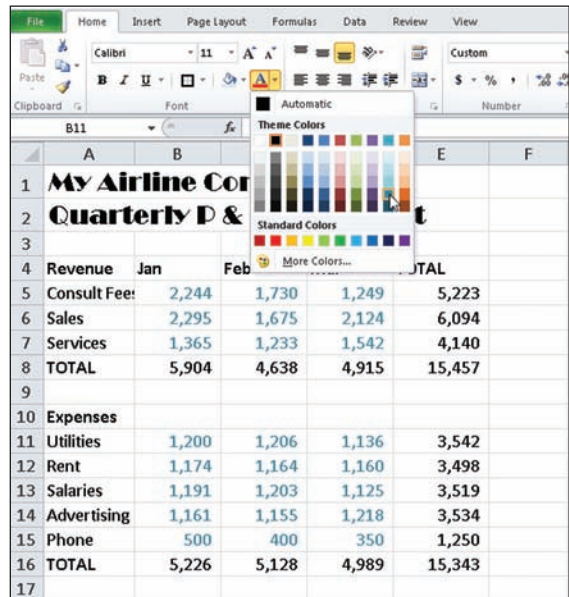 File Home Insert Page Layout Formulas Data Review View
Paste Calibri 11 A A Custom
B I U A $ % ,
Clipboard Font Number
Automatic
B11 fx
Theme Colors
A B E F
1 My Airline Cor
2 Quarterly P & t
Standard Colors
3
More Colors...
4 Revenue Jan Feb TOTAL
5 Consult Fee 2,244 1,730 1,249 5,223
6 Sales 2,295 1,675 2,124 6,094
7 Services 1,365 1,233 1,542 4,140
8 TOTAL 5,904 4,638 4,915 15,457
9
10 Expenses
11 Utilities 1,200 1,206 1,136 3,542
12 Rent 1,174 1,164 1,160 3,498
13 Salaries 1,191 1,203 1,125 3,519
14 Advertising 1,161 1,155 1,218 3,534
15 Phone 500 400 350 1,250
16 TOTAL 5,226 5,128 4,989 15,343
17